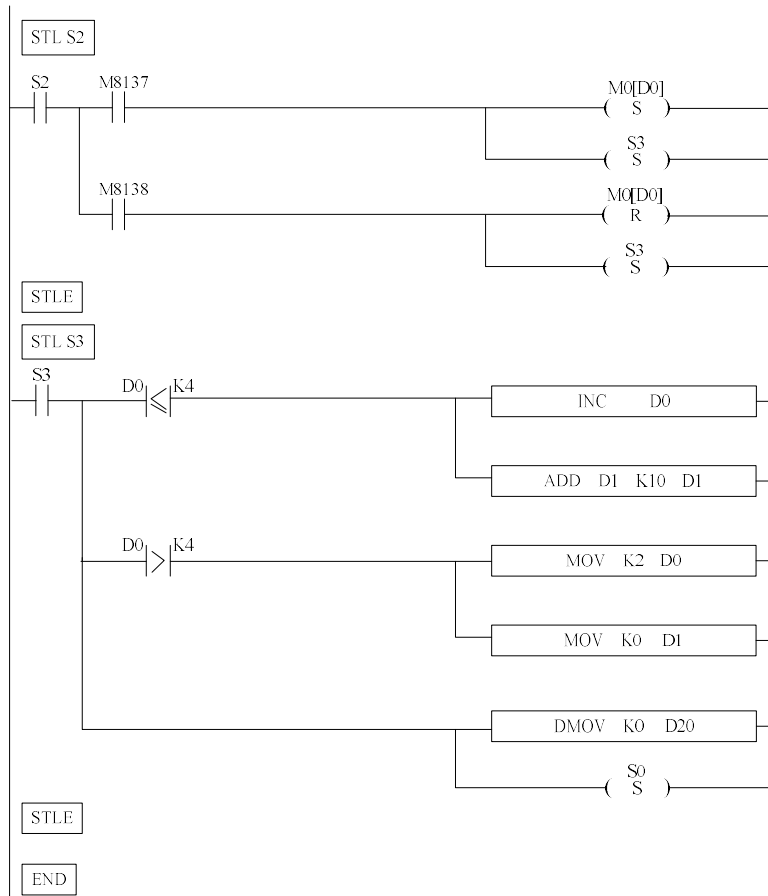 STL S2
S2 M8137 M0[D0]
S
S3
S
M8138 M0[D0]
R
S3
S
STLE
STL S3
S3
D0 ≤ K4
INC D0
ADD D1 K10 D1
D0 > K4
MOV K2 D0
MOV K0 D1
DMOV K0 D20
S0
S
STLE
END